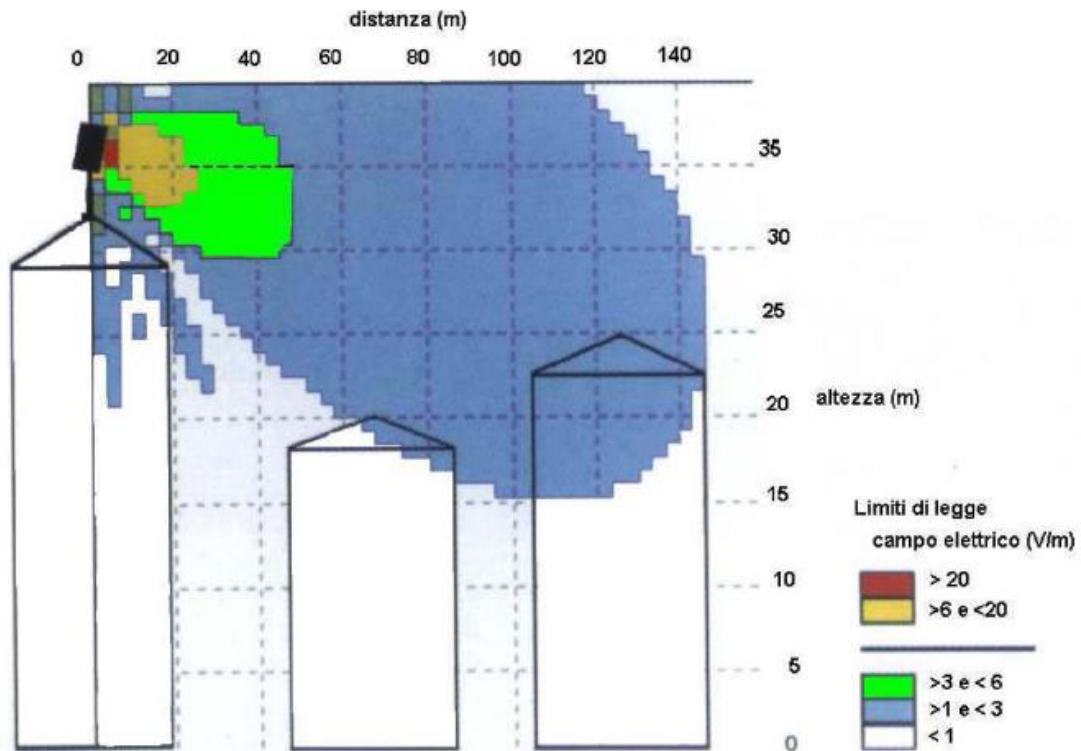 distanza (m)
0 20 40 60 80 100 120 140
35
30
25
20 altezza (m)
15
10
5
0
Limiti di legge
campo elettrico (V/m)
> 20
>6 e <20
>3 e < 6
>1 e < 3
< 1